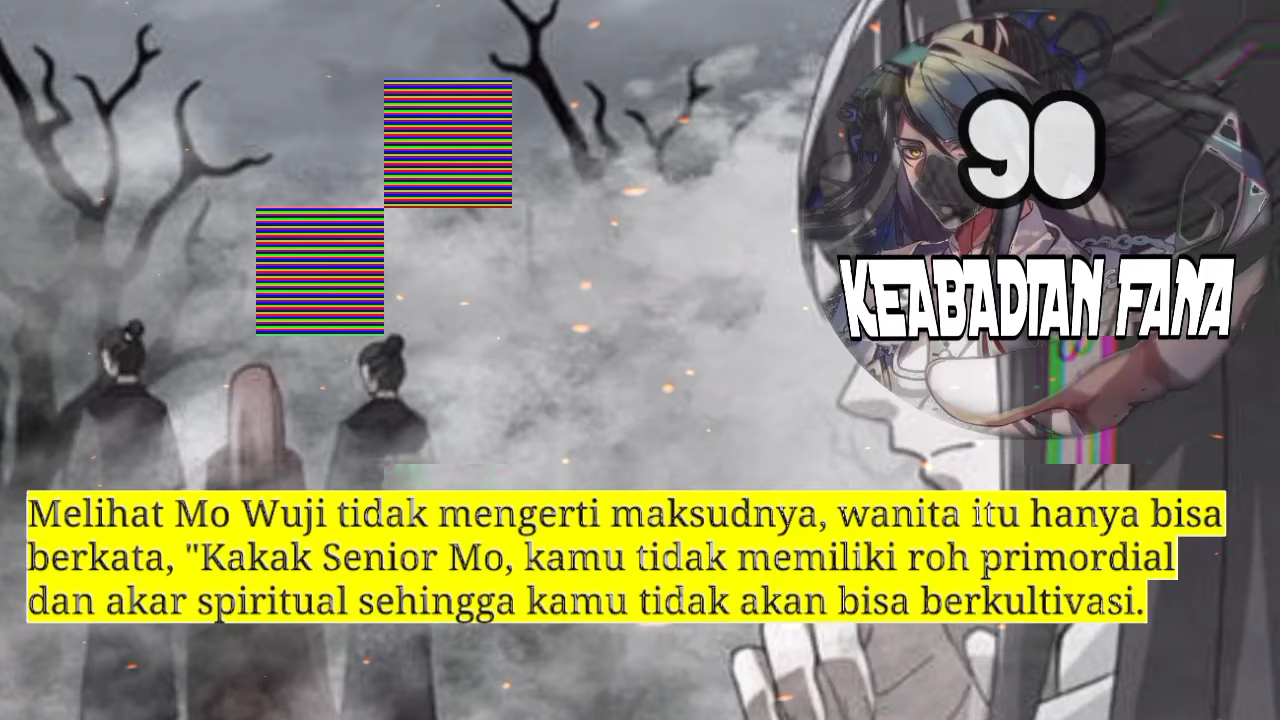 90
KEABADIAN FANA
Melihat Mo Wuji tidak mengerti maksudnya, wanita itu hanya bisa
berkata, "Kakak Senior Mo, kamu tidak memiliki roh primordial
dan akar spiritual sehingga kamu tidak akan bisa berkultivasi.